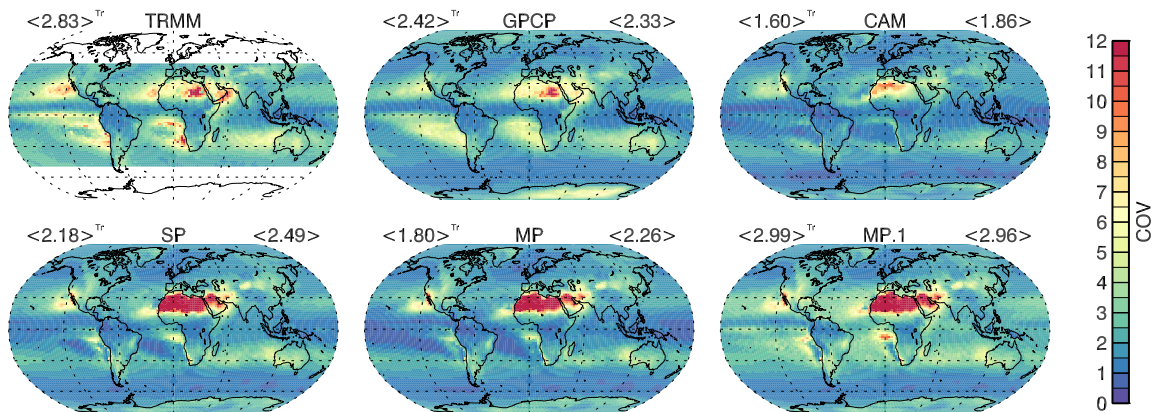 <2.83>Tr TRMM
<2.42>Tr GPCP <2.33>
<1.60>Tr CAM <1.86>
<2.18>Tr SP <2.49>
<1.80>Tr MP <2.26>
<2.99>Tr MP.1 <2.96>
12
11
10
9
8
7
6
5
4
3
2
1
0
COV